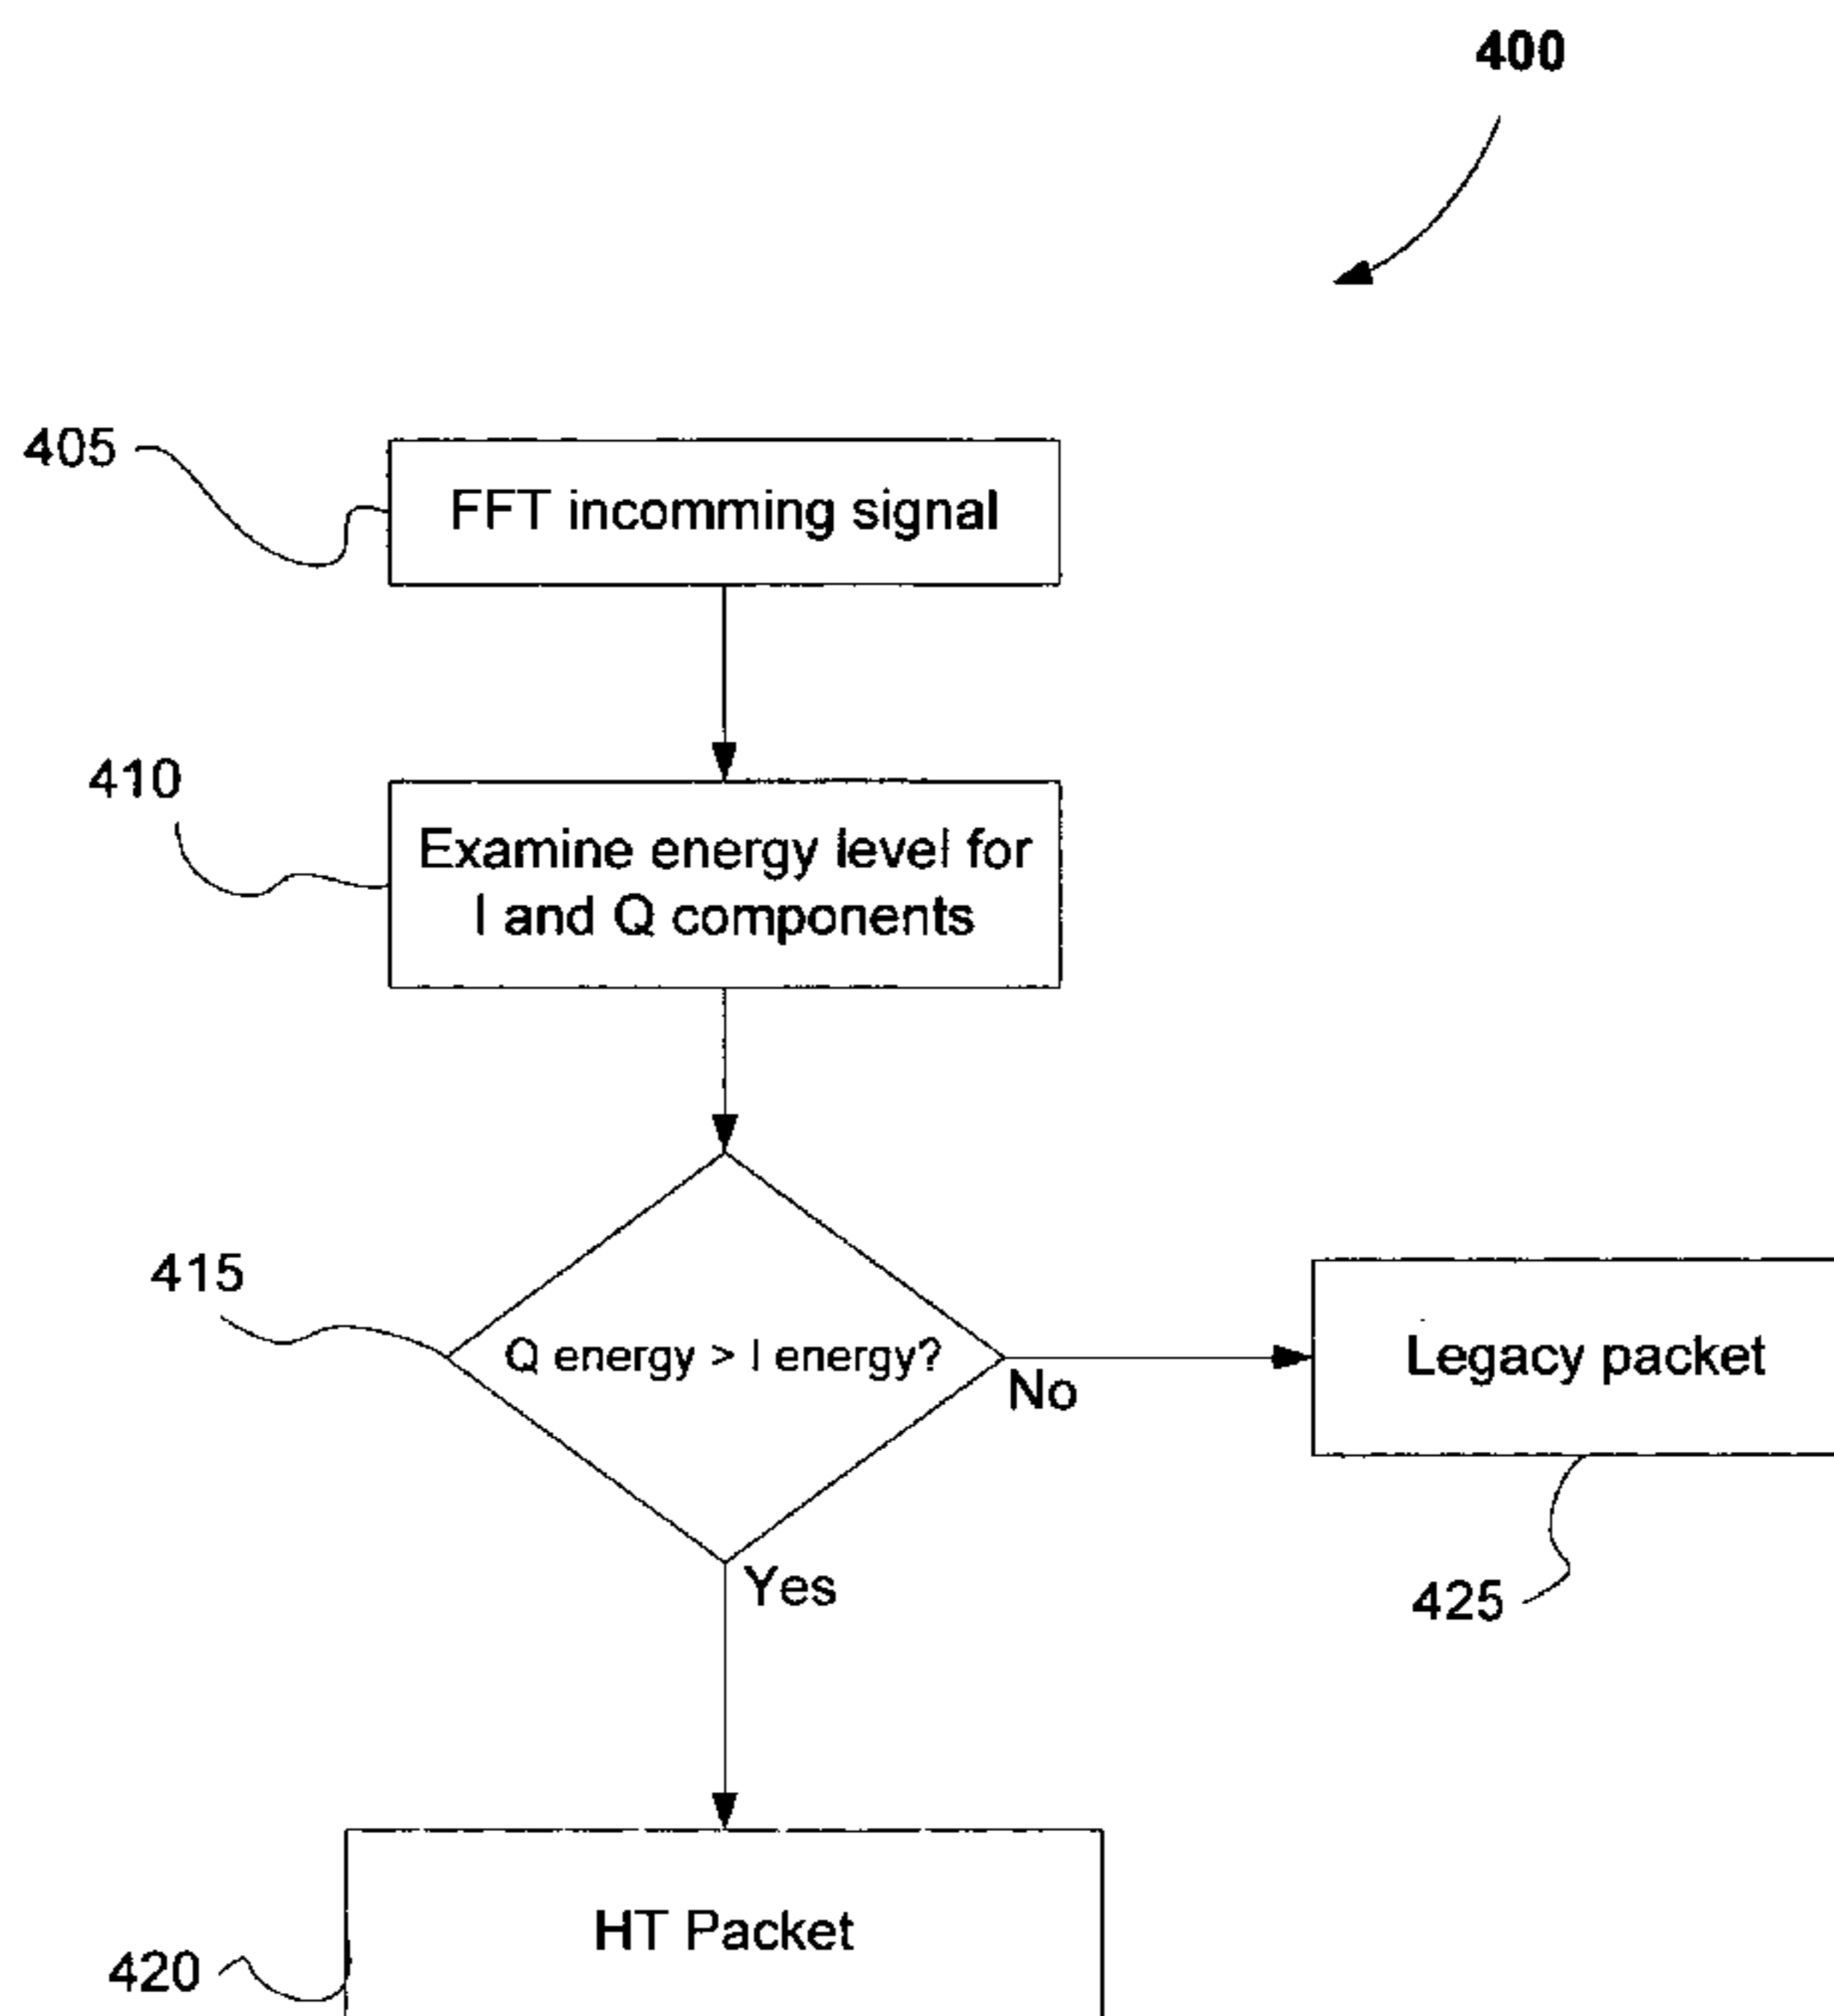 400
405
FFT incomming signal
410
Examine energy level for
I and Q components
415
Q energy > I energy?
No
Legacy packet
Yes
425
HT Packet
420